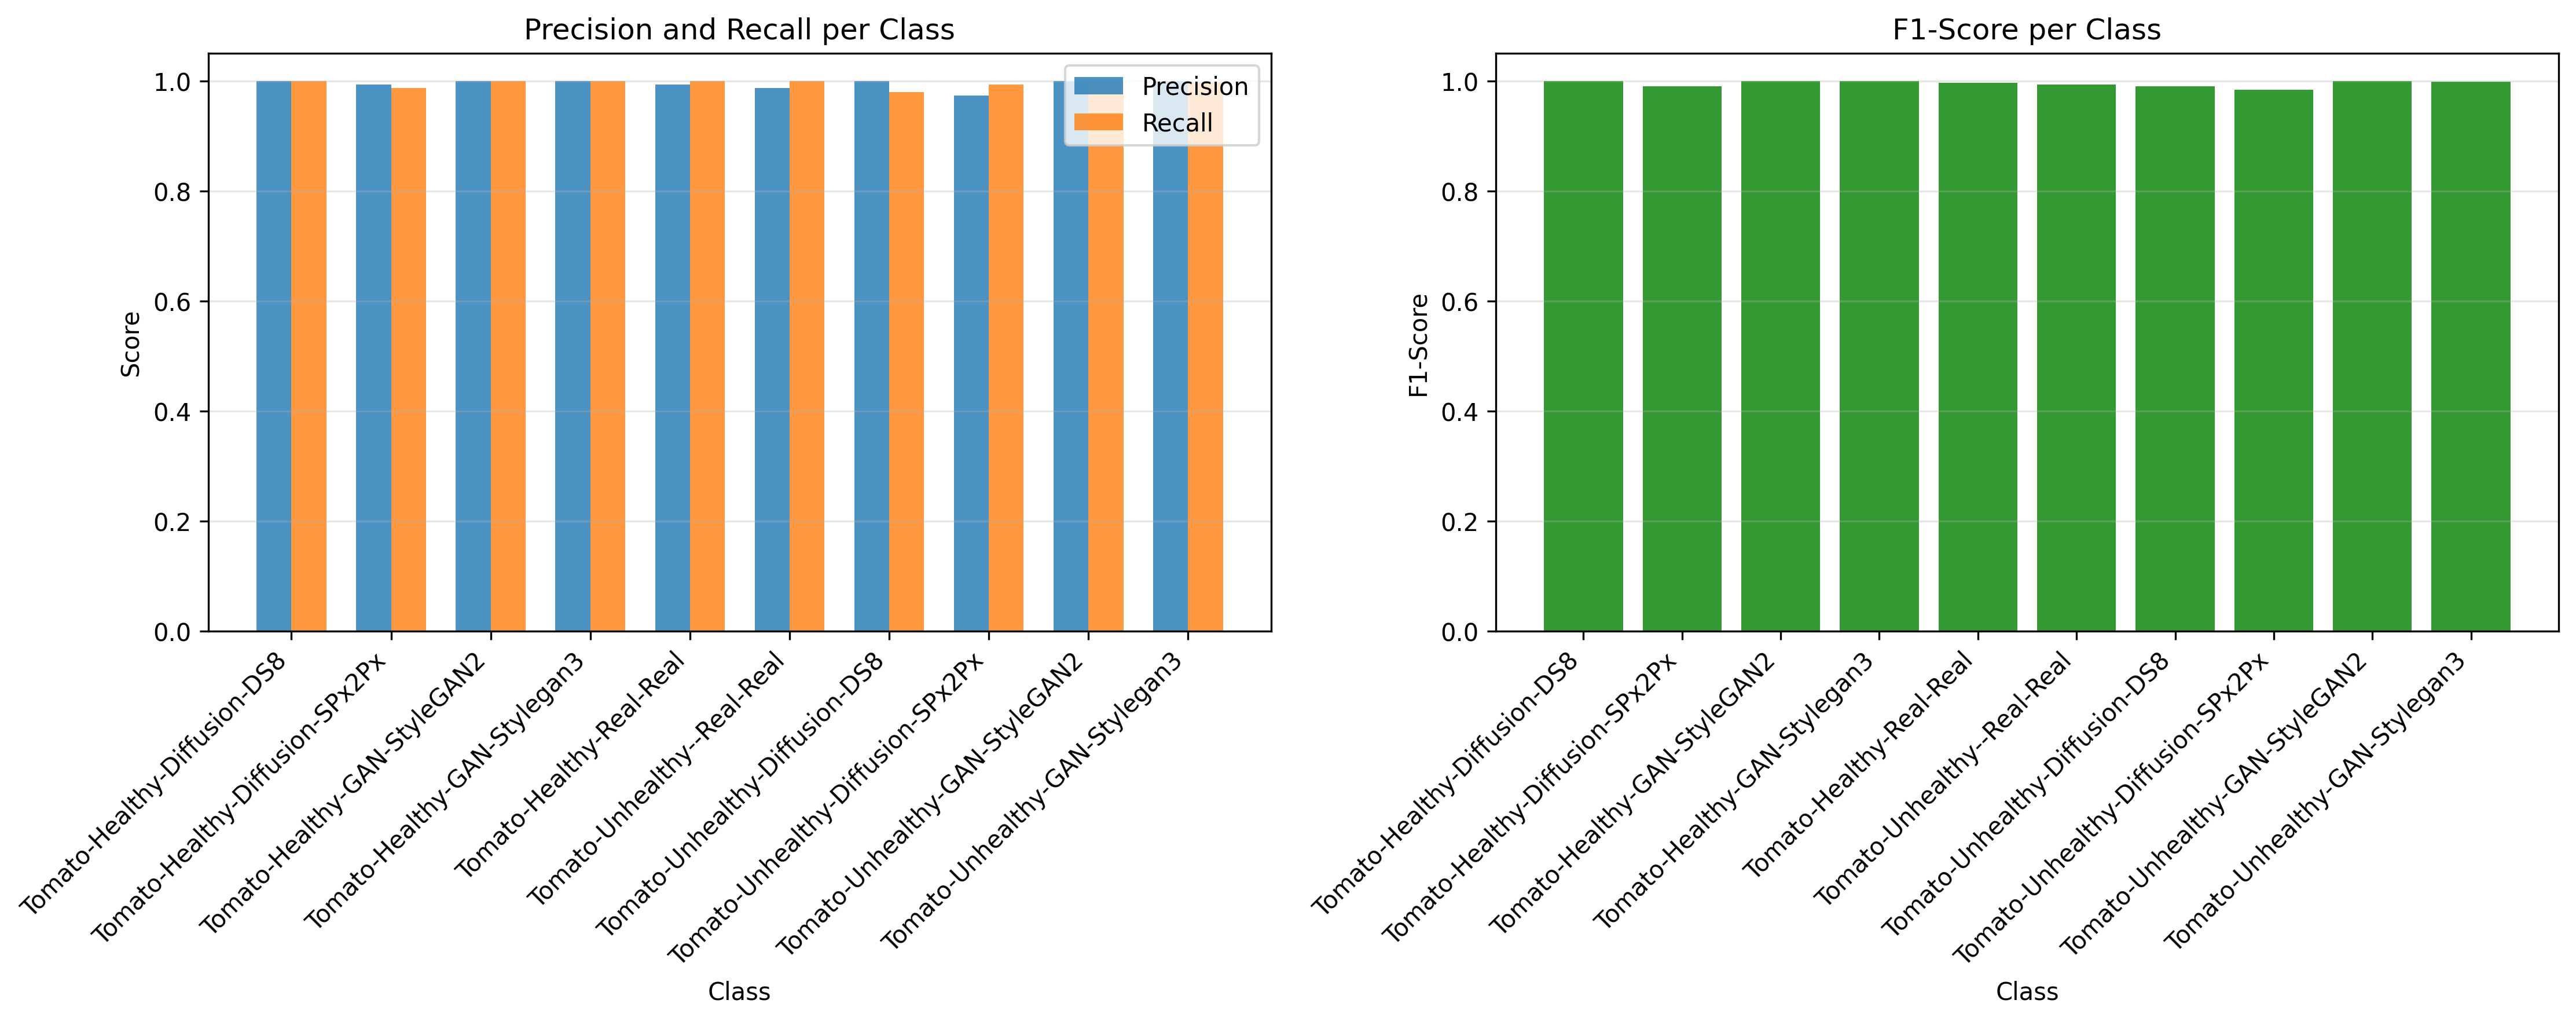 Precision and Recall per Class
Score
1.0
0.8
0.6
0.4
0.2
0.0
Precision
Recall
Tomato-Healthy-Diffusion-DS8
Tomato-Healthy-Diffusion-SPx2Px
Tomato-Healthy-GAN-StyleGAN2
Tomato-Healthy-GAN-Stylegan3
Tomato-Healthy-Real-Real
Tomato-Unhealthy--Real-Real
Tomato-Unhealthy-Diffusion-DS8
Tomato-Unhealthy-Diffusion-SPx2Px
Tomato-Unhealthy-GAN-StyleGAN2
Tomato-Unhealthy-GAN-Stylegan3
Class
F1-Score per Class
F1-Score
1.0
0.8
0.6
0.4
0.2
0.0
Tomato-Healthy-Diffusion-DS8
Tomato-Healthy-Diffusion-SPx2Px
Tomato-Healthy-GAN-StyleGAN2
Tomato-Healthy-GAN-Stylegan3
Tomato-Healthy-Real-Real
Tomato-Unhealthy--Real-Real
Tomato-Unhealthy-Diffusion-DS8
Tomato-Unhealthy-Diffusion-SPx2Px
Tomato-Unhealthy-GAN-StyleGAN2
Tomato-Unhealthy-GAN-Stylegan3
Class